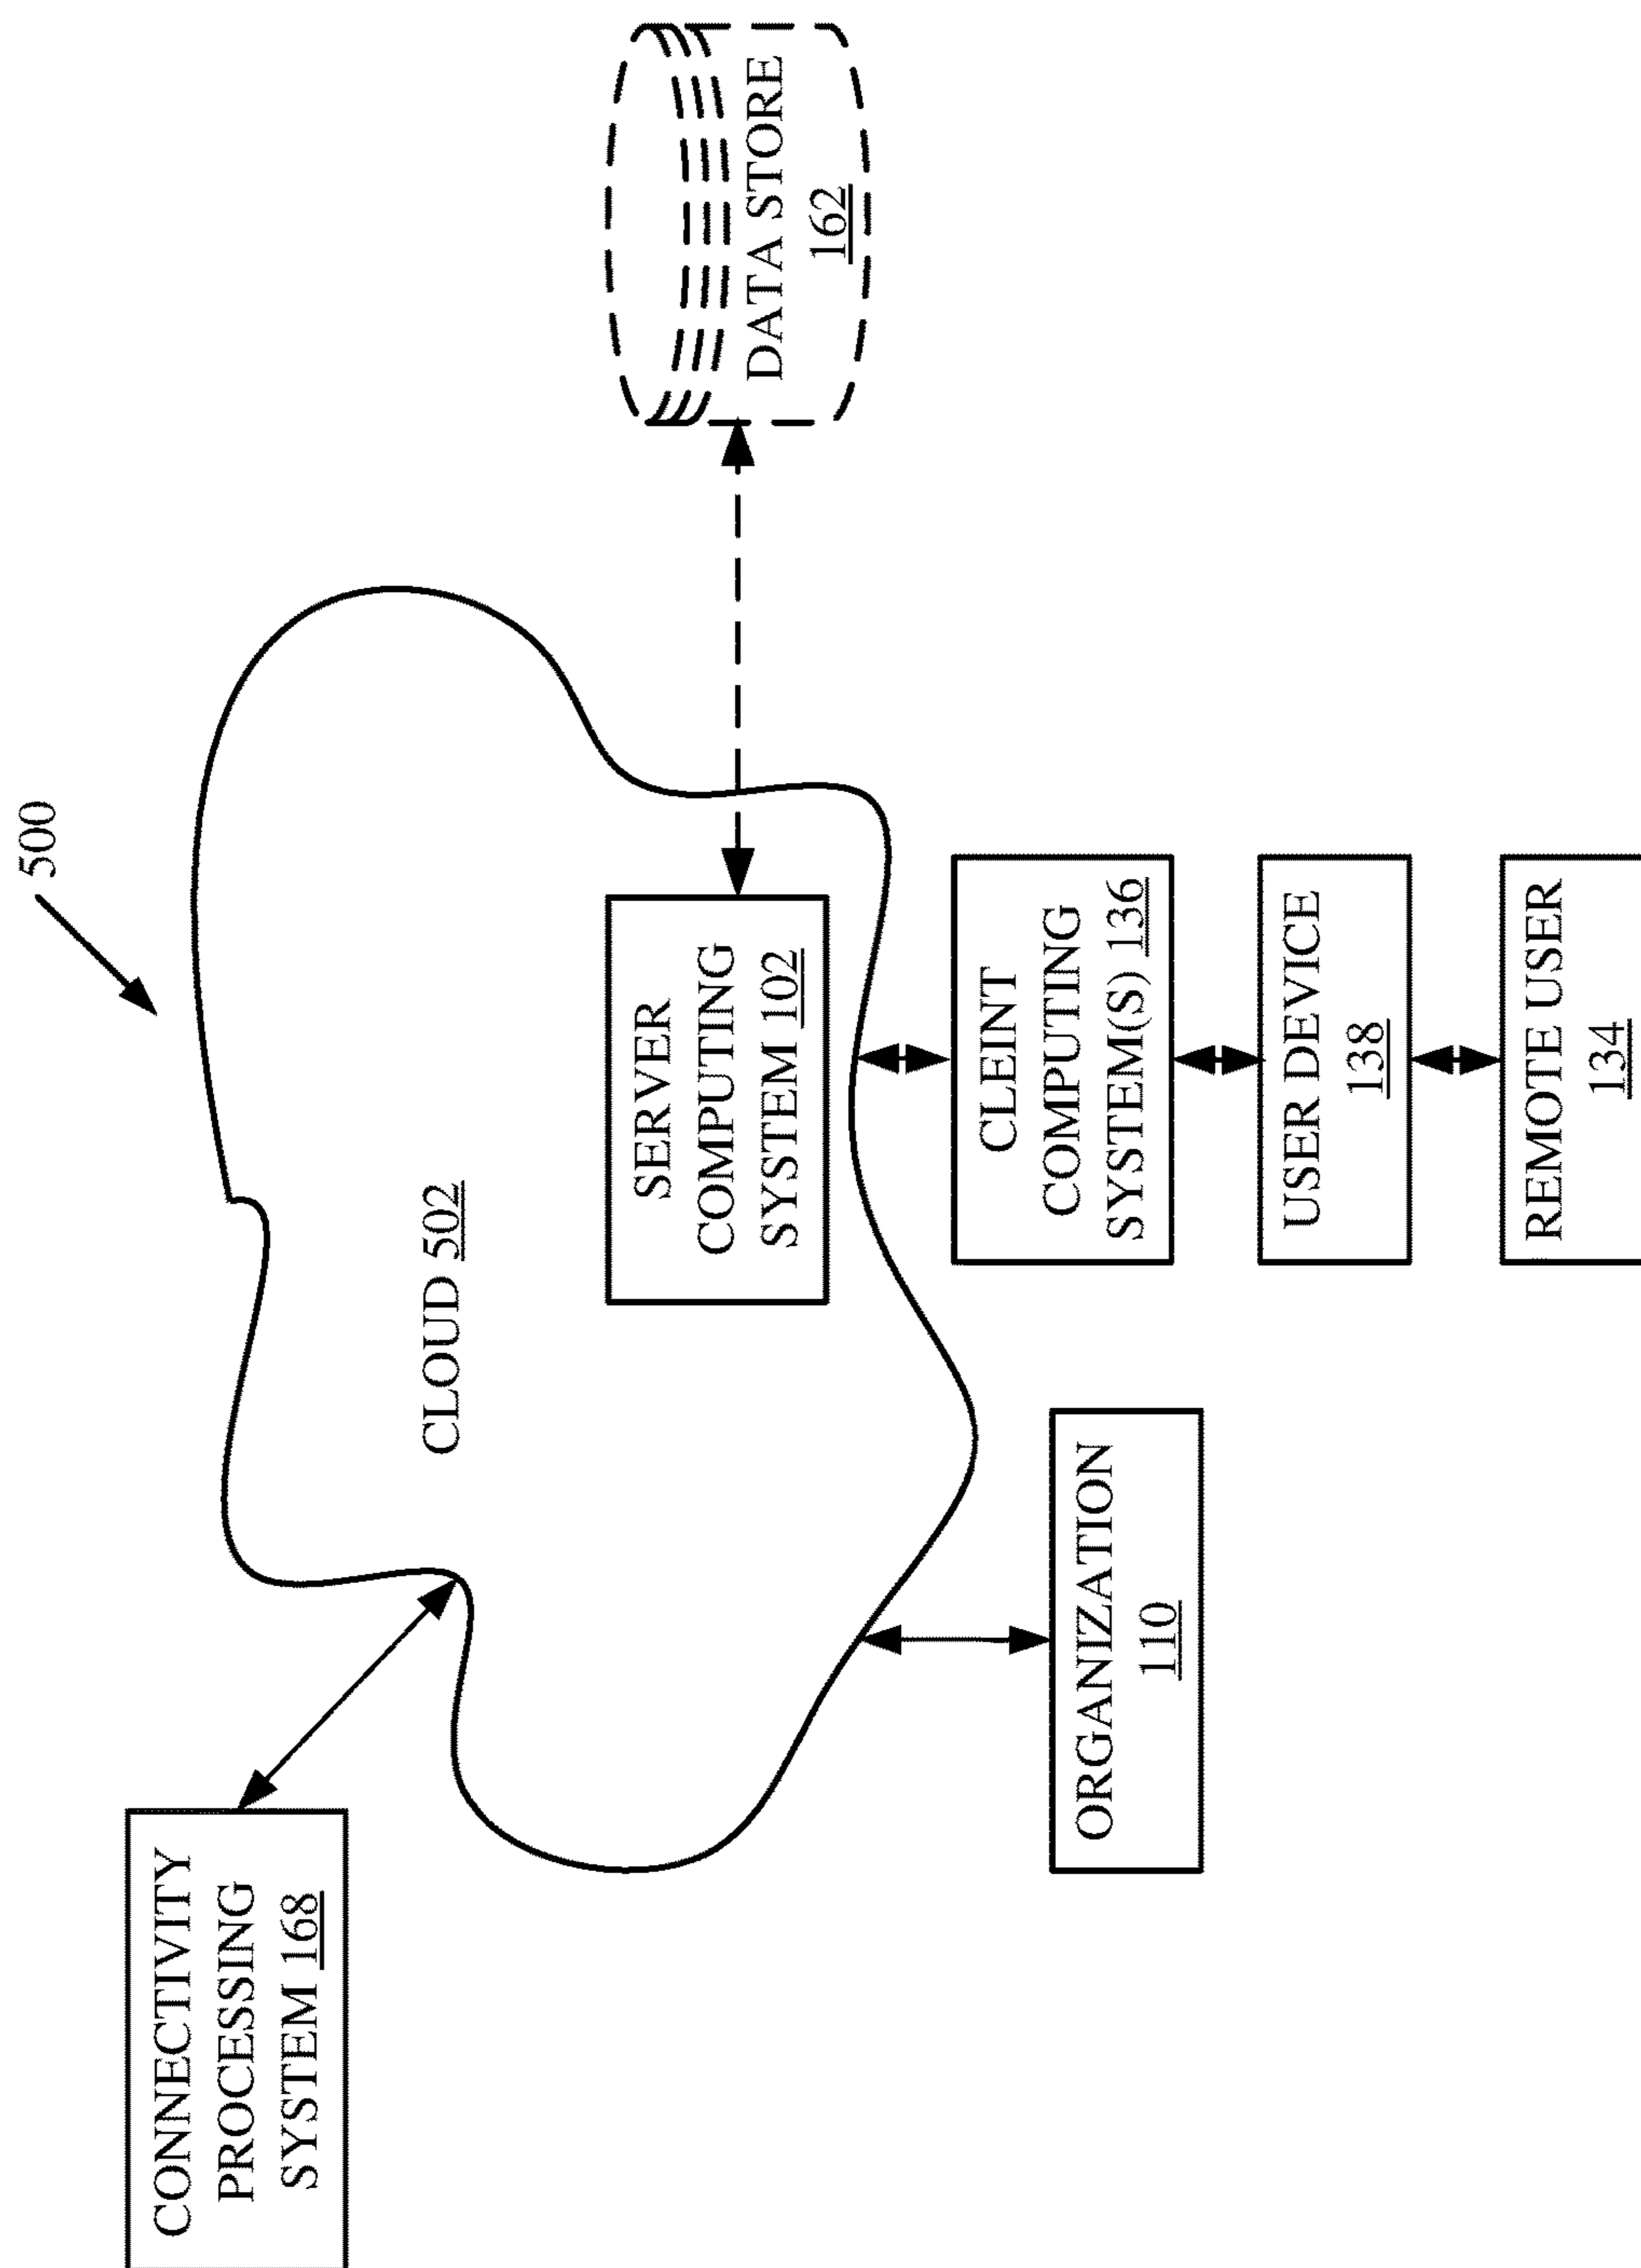 500
CONNECTIVITY
PROCESSING
SYSTEM 168
CLOUD 502
SERVER
COMPUTING
SYSTEM 102
DATA STORE
162
ORGANIZATION
110
CLEINT
COMPUTING
SYSTEM(S) 136
USER DEVICE
138
REMOTE USER
134